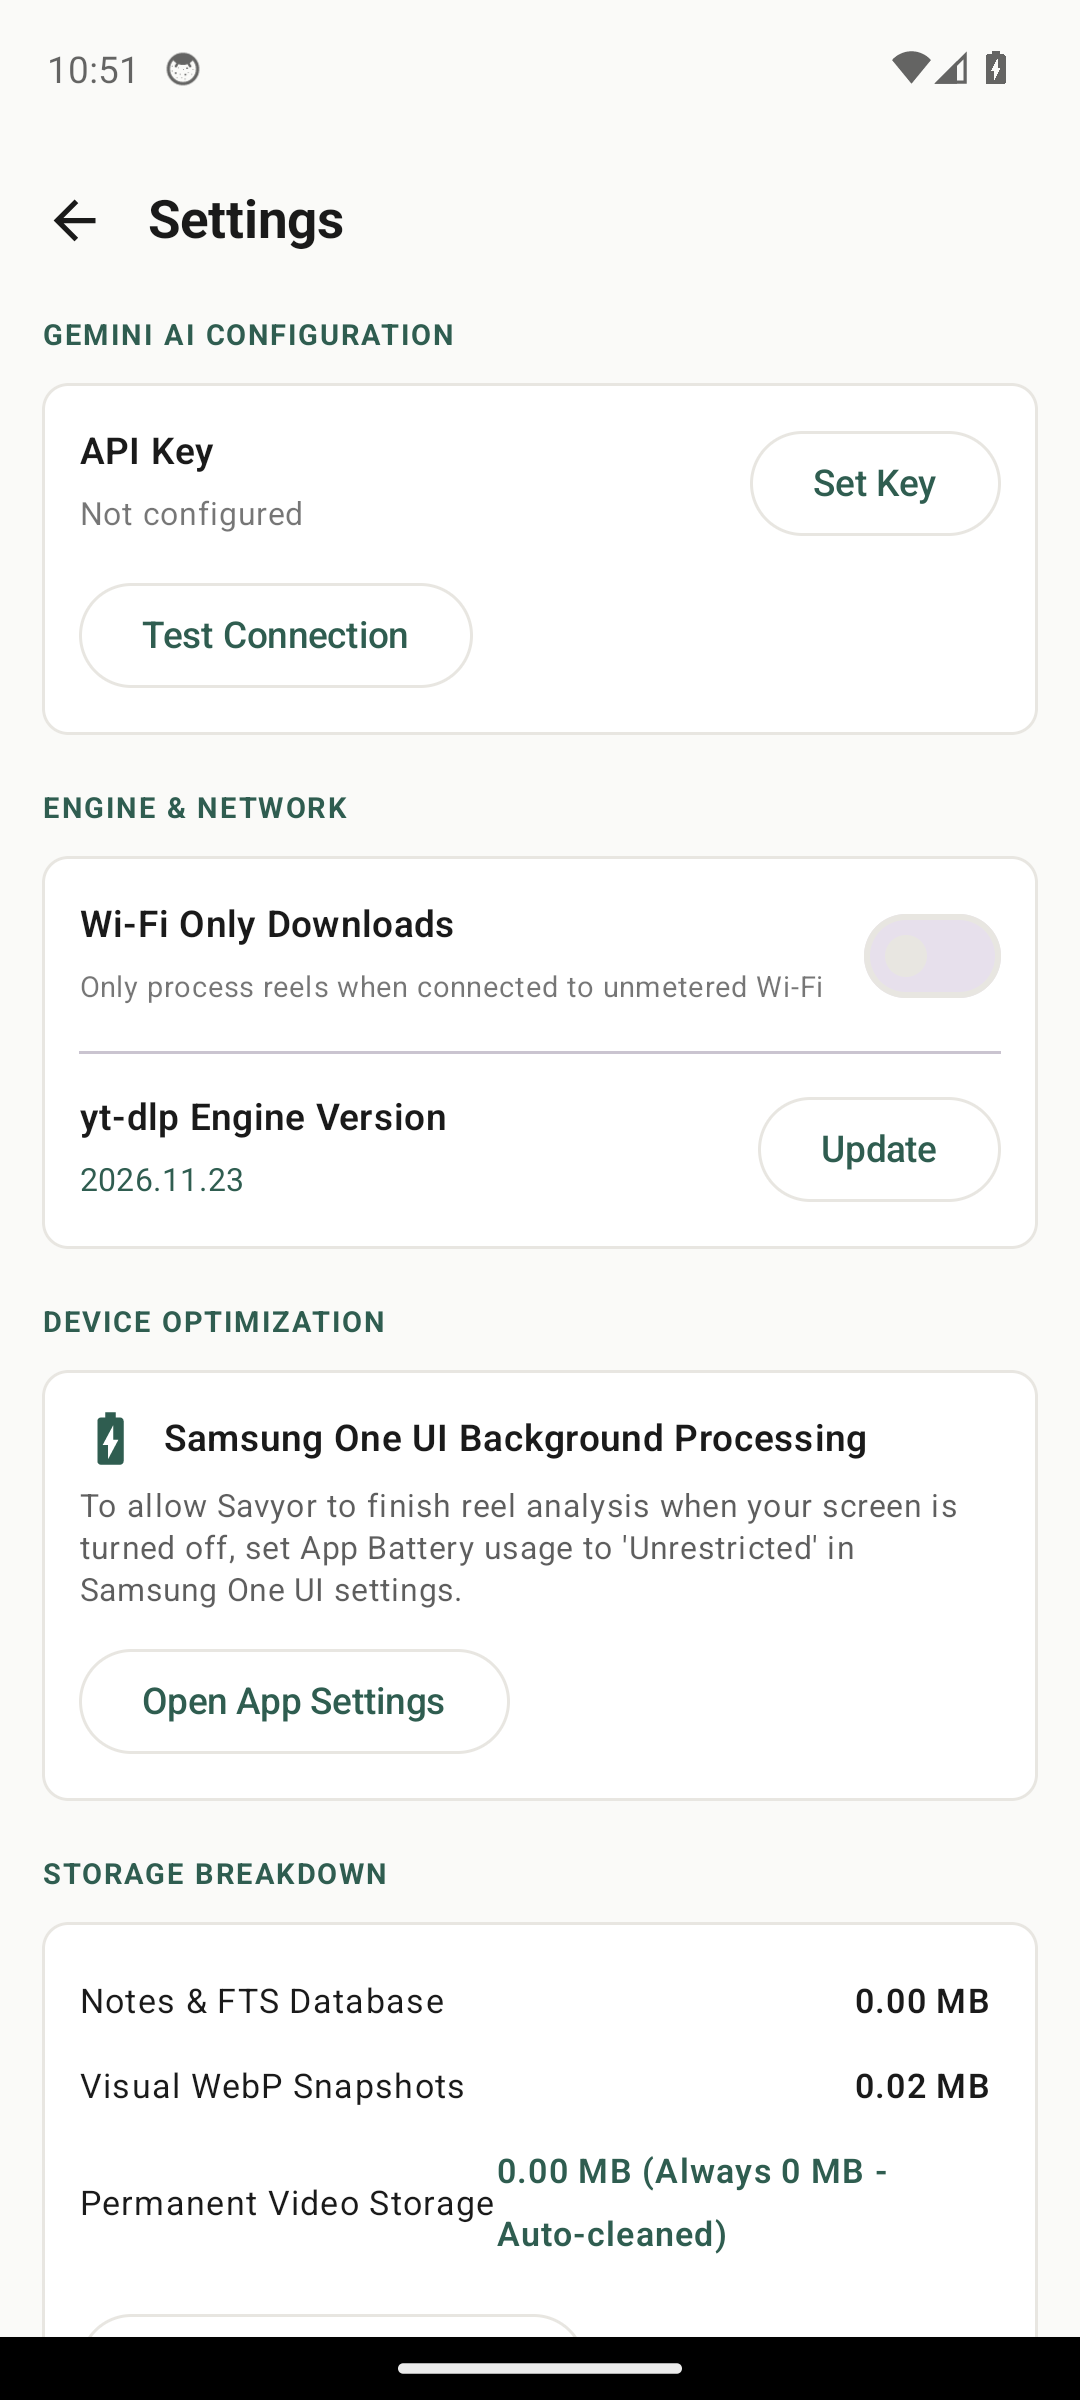 10:51
Settings
GEMINI AI CONFIGURATION
API Key
Not configured
Set Key
Test Connection
ENGINE & NETWORK
Wi-Fi Only Downloads
Only process reels when connected to unmetered Wi-Fi
yt-dlp Engine Version
2026.11.23
Update
DEVICE OPTIMIZATION
Samsung One UI Background Processing
To allow Savyor to finish reel analysis when your screen is
turned off, set App Battery usage to 'Unrestricted' in
Samsung One UI settings.
Open App Settings
STORAGE BREAKDOWN
Notes & FTS Database
0.00 MB
Visual WebP Snapshots
0.02 MB
Permanent Video Storage
0.00 MB (Always 0 MB -
Auto-cleaned)